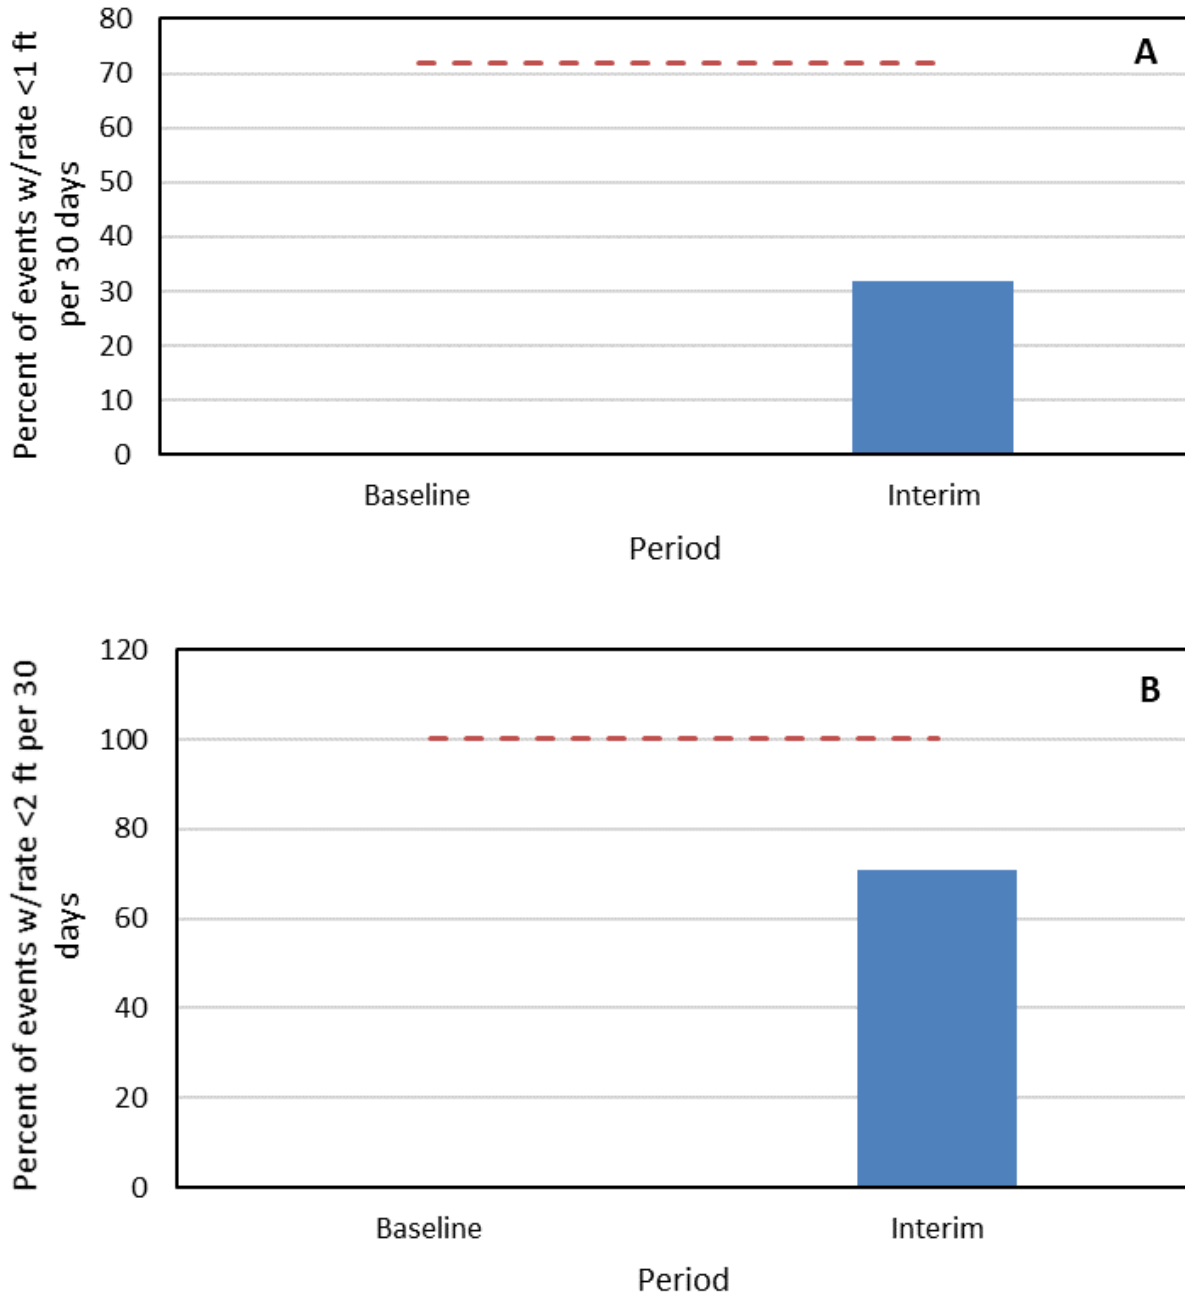 A
Percent of events w/rate <1 ft
per 30 days
80
70
60
50
40
30
20
10
0
Baseline
Interim
Period
B
Percent of events w/rate <2 ft per 30
days
120
100
80
60
40
20
0
Baseline
Interim
Period